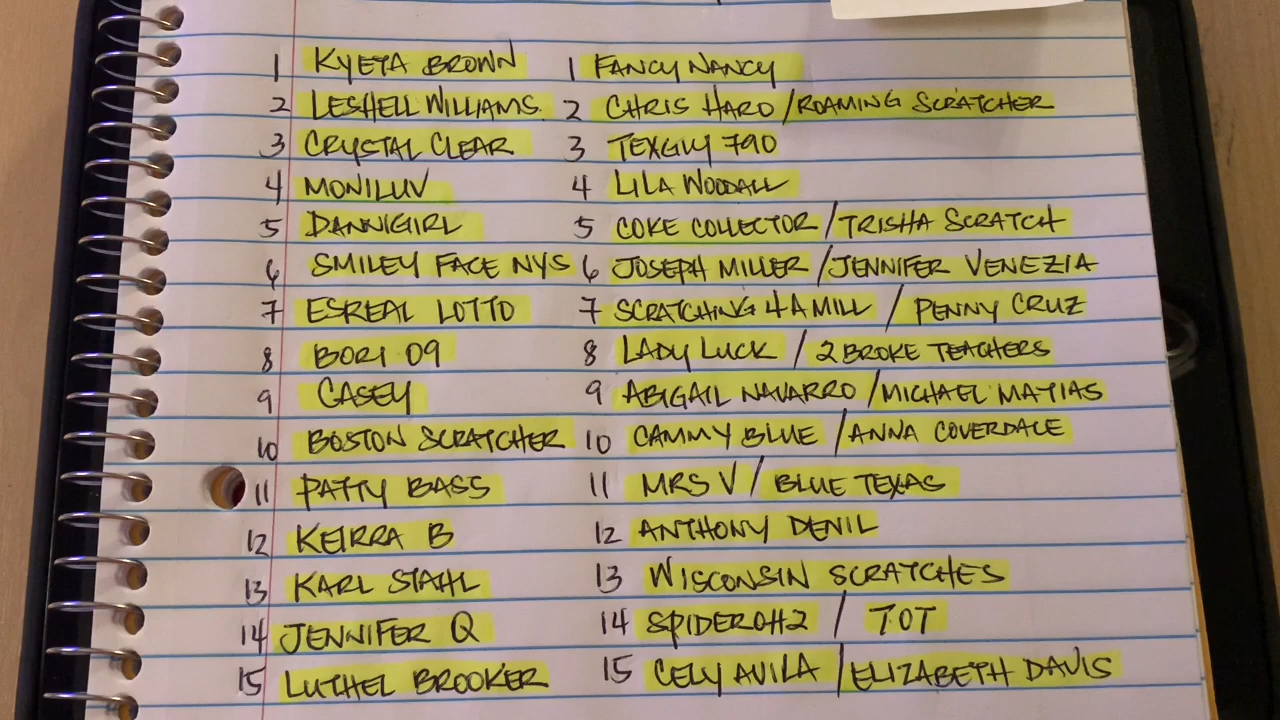 1 KYETA BROWN 1 FANCY NANCY
2 LESHELL WILLIAMS. 2 CHRIS HARO / ROAMING SCRATCHER
3 CRYSTAL CLEAR 3 TEXGUY 790
4 MONILUV 4 LILA WOODALL
5 DANNIGIRL 5 COKE COLLECTOR / TRISHA SCRATCH
6 SMILEY FACE NYS 6 JOSEPH MILLER / JENNIFER VENEZIA
7 ESREAL LOTTO 7 SCRATCHING 4 A MILL / PENNY CRUZ
8 BORI 09 8 LADY LUCK / 2 BROKE TEACHERS
9 CASEY 9 ABIGAIL NAVARRO / MICHAEL MATIAS
10 BOSTON SCRATCHER 10 CAMMY BLUE / ANNA COVERDALE
11 PATTY BASS 11 MRS V / BLUE TEXAS
12 KEIRRA B 12 ANTHONY DENIL
13 KARL STAHL 13 WISCONSIN SCRATCHES
14 JENNIFER Q 14 SPIDEROH2 / TOT
15 LUTHEL BROOKER 15 CELY AVILA / ELIZABETH DAVIS